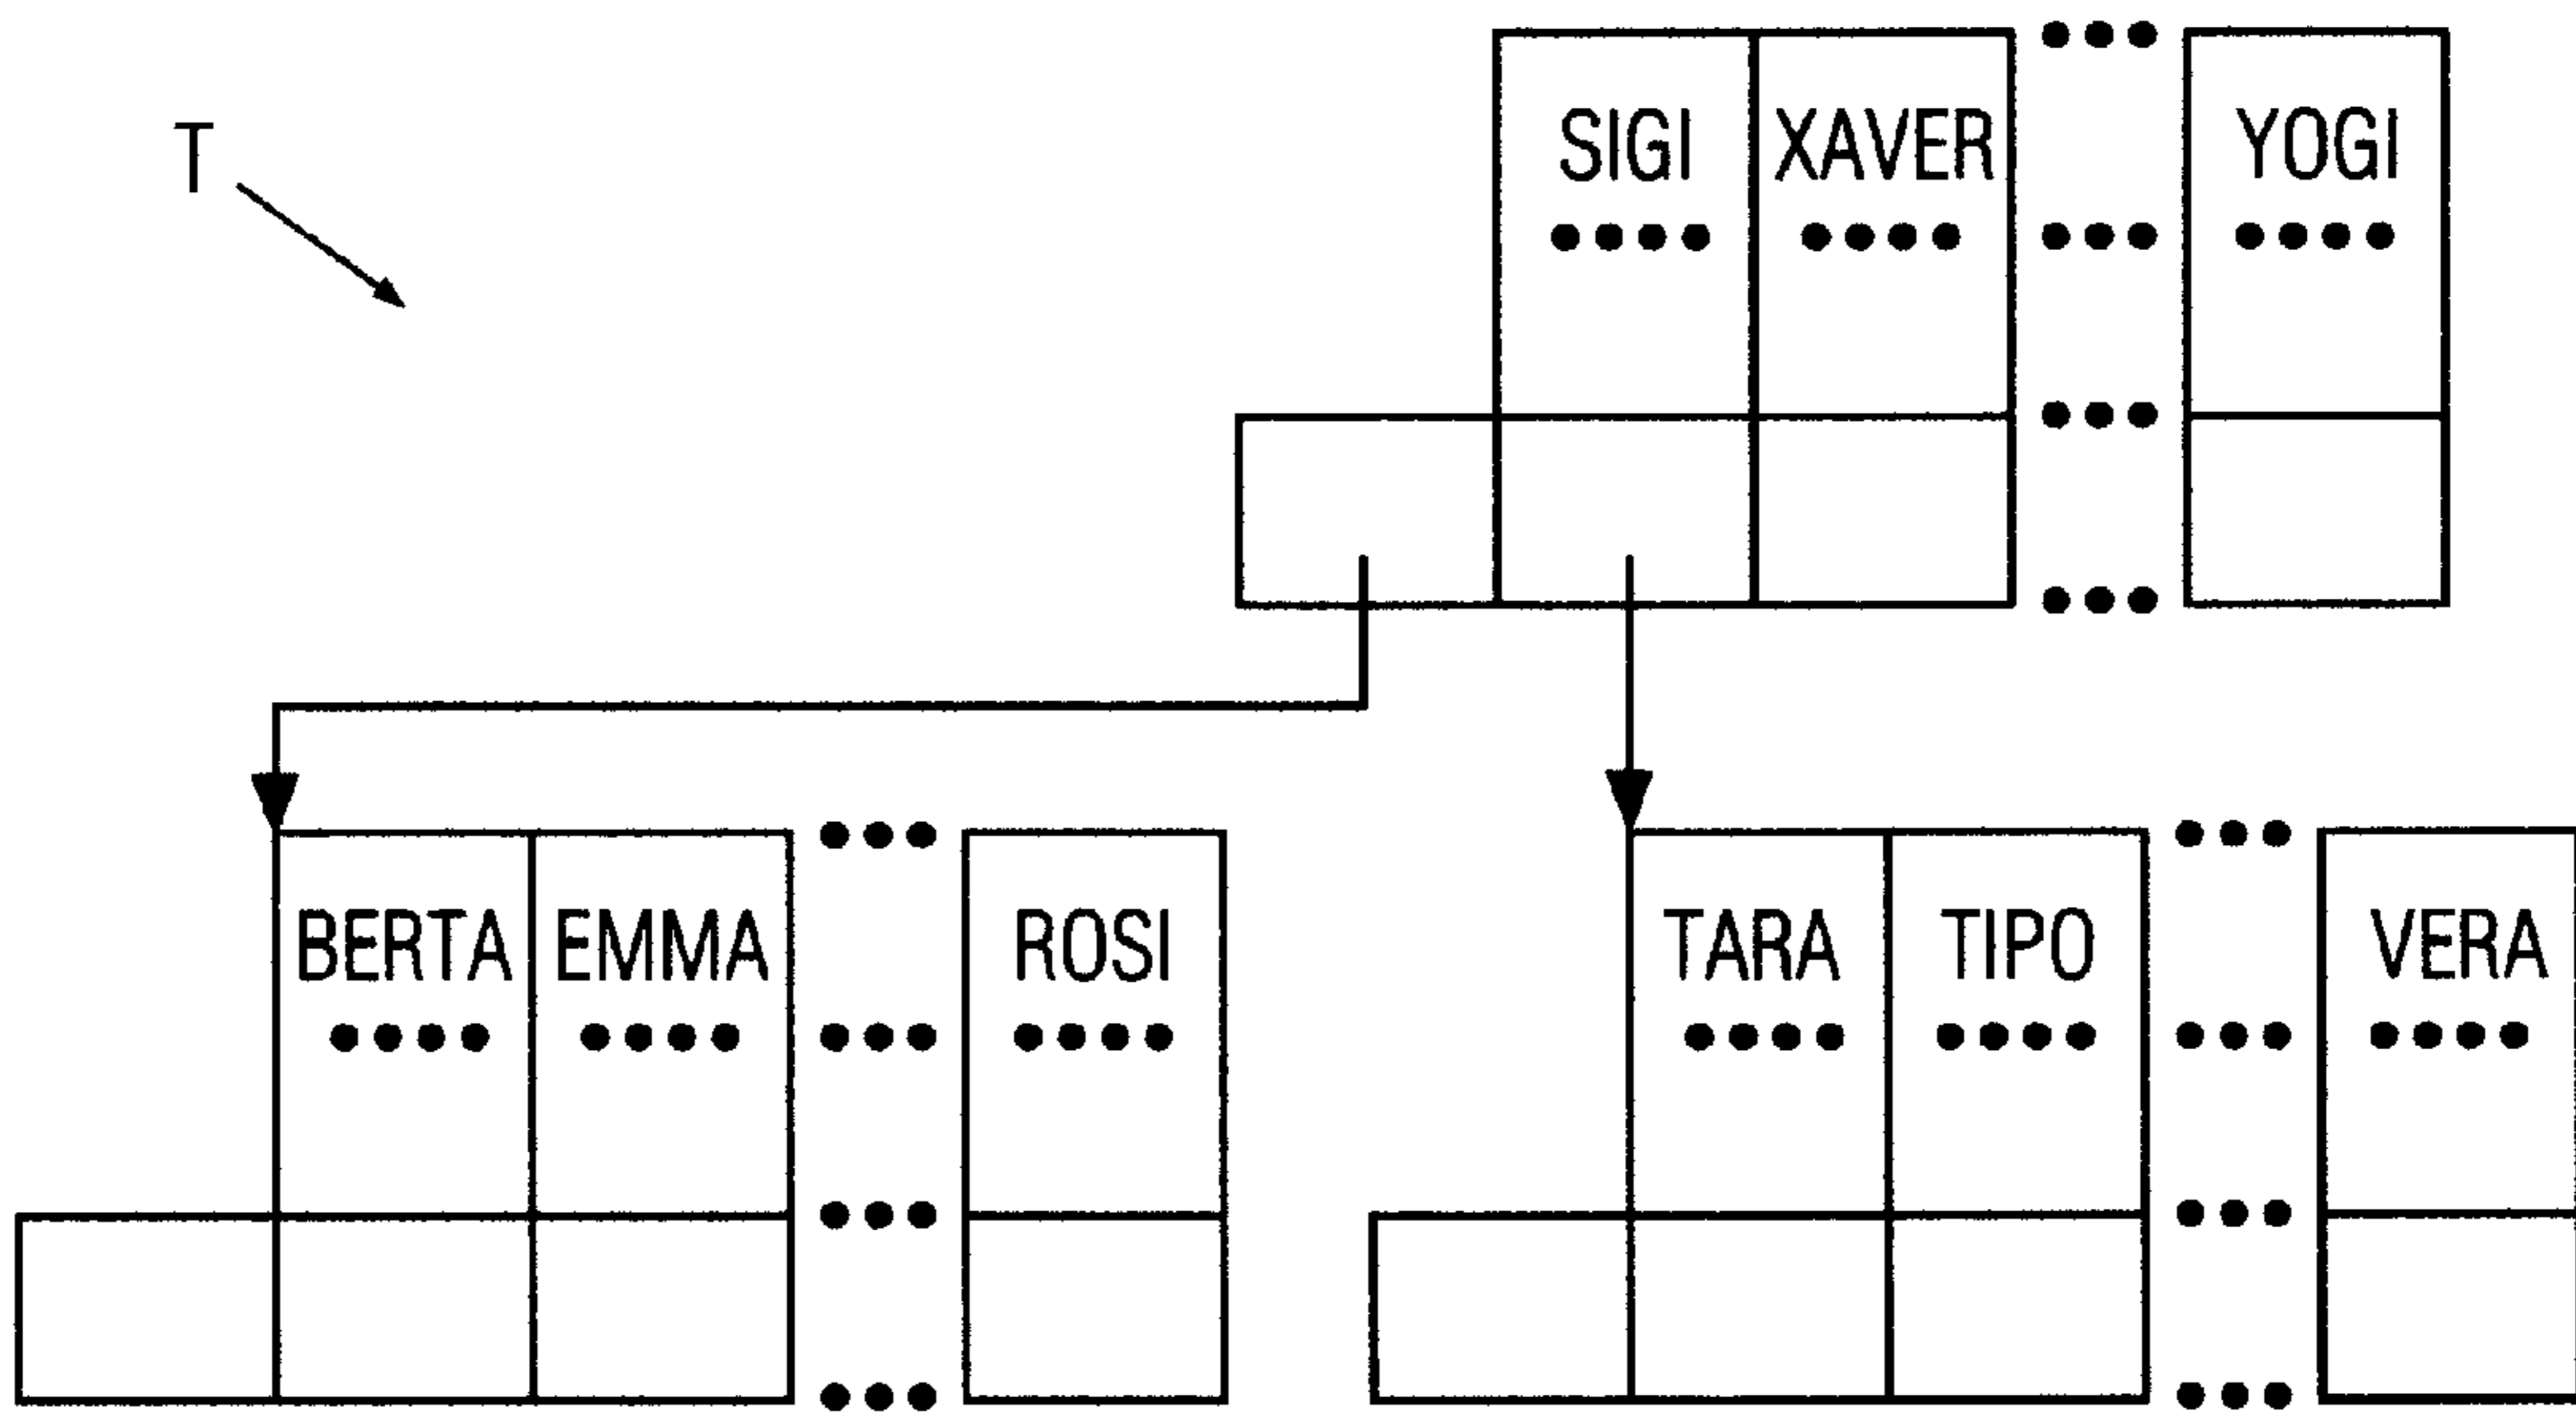 T
SIGI XAVER ••• YOGI
•••• •••• ••• ••••
BERTA EMMA ••• ROSI
•••• •••• ••• ••••
TARA TIPO ••• VERA
•••• •••• ••• ••••